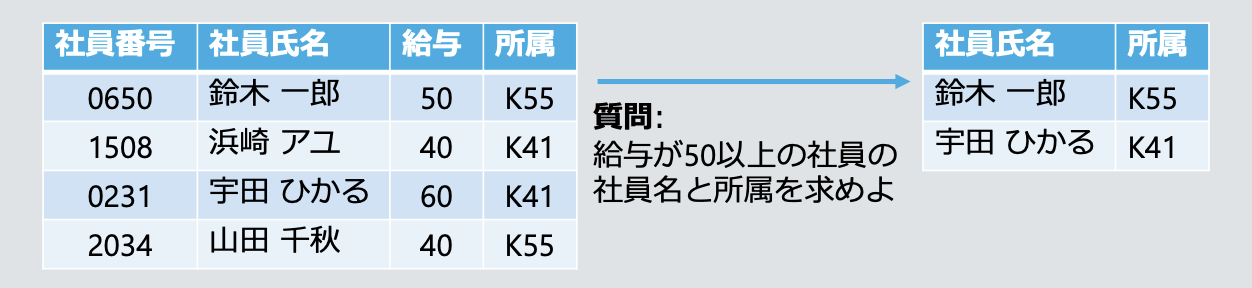 社員番号 社員氏名 給与 所属
0650 鈴木 一郎 50 K55
1508 浜崎 アユ 40 K41
0231 宇田 ひかる 60 K41
2034 山田 千秋 40 K55
質問:
給与が50以上の社員の
社員名と所属を求めよ
社員氏名 所属
鈴木 一郎 K55
宇田 ひかる K41